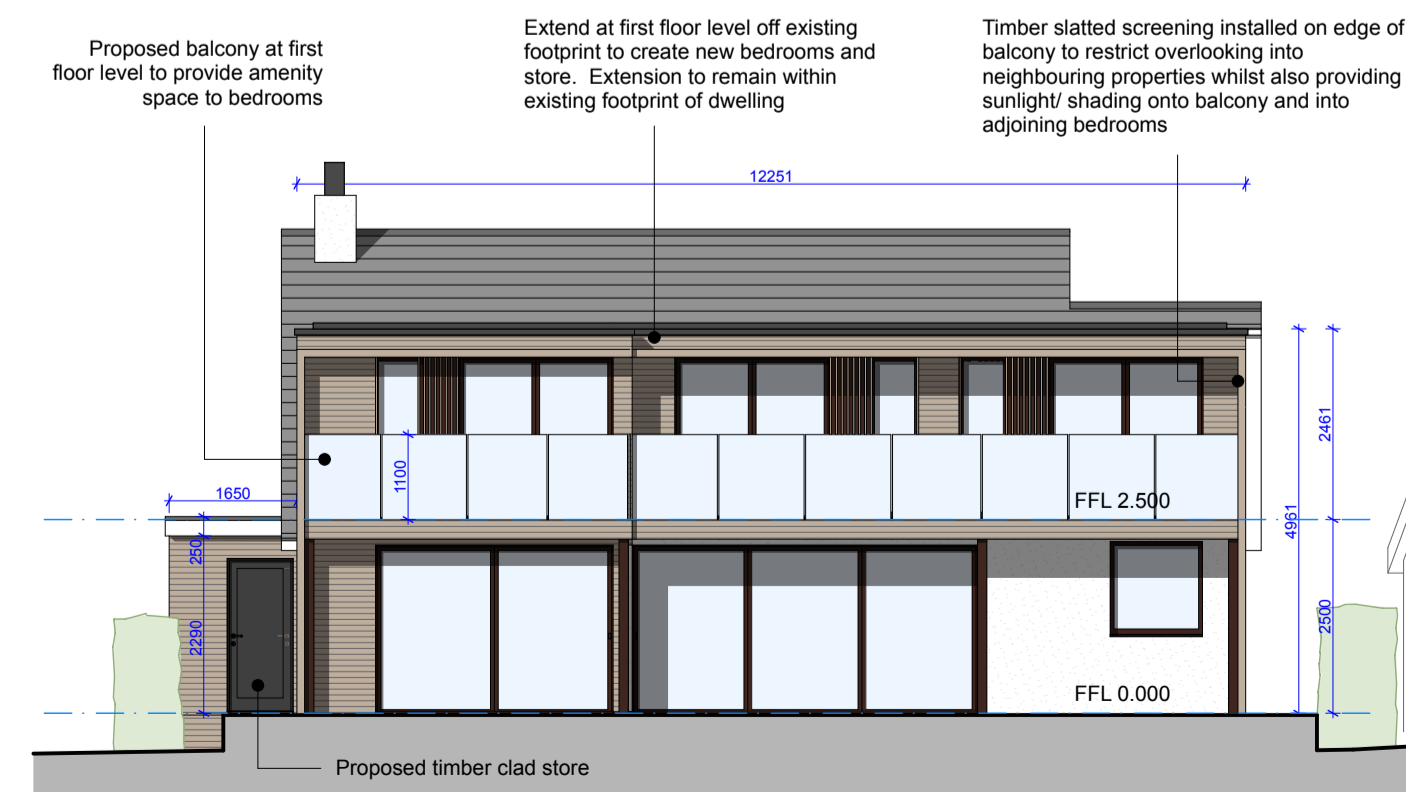 Proposed balcony at first
floor level to provide amenity
space to bedrooms
Extend at first floor level off existing
footprint to create new bedrooms and
store.  Extension to remain within
existing footprint of dwelling
Timber slatted screening installed on edge of
balcony to restrict overlooking into
neighbouring properties whilst also providing
sunlight/ shading onto balcony and into
adjoining bedrooms
12251
2461
1100
1650
FFL 2.500
4961
250
2290
2500
FFL 0.000
Proposed timber clad store